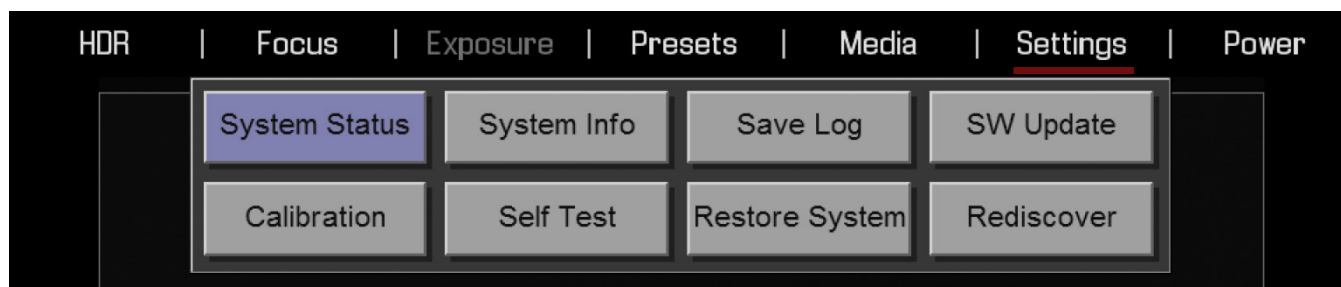 HDR | Focus | Exposure | Presets | Media | Settings | Power
System Status System Info Save Log SW Update
Calibration Self Test Restore System Rediscover